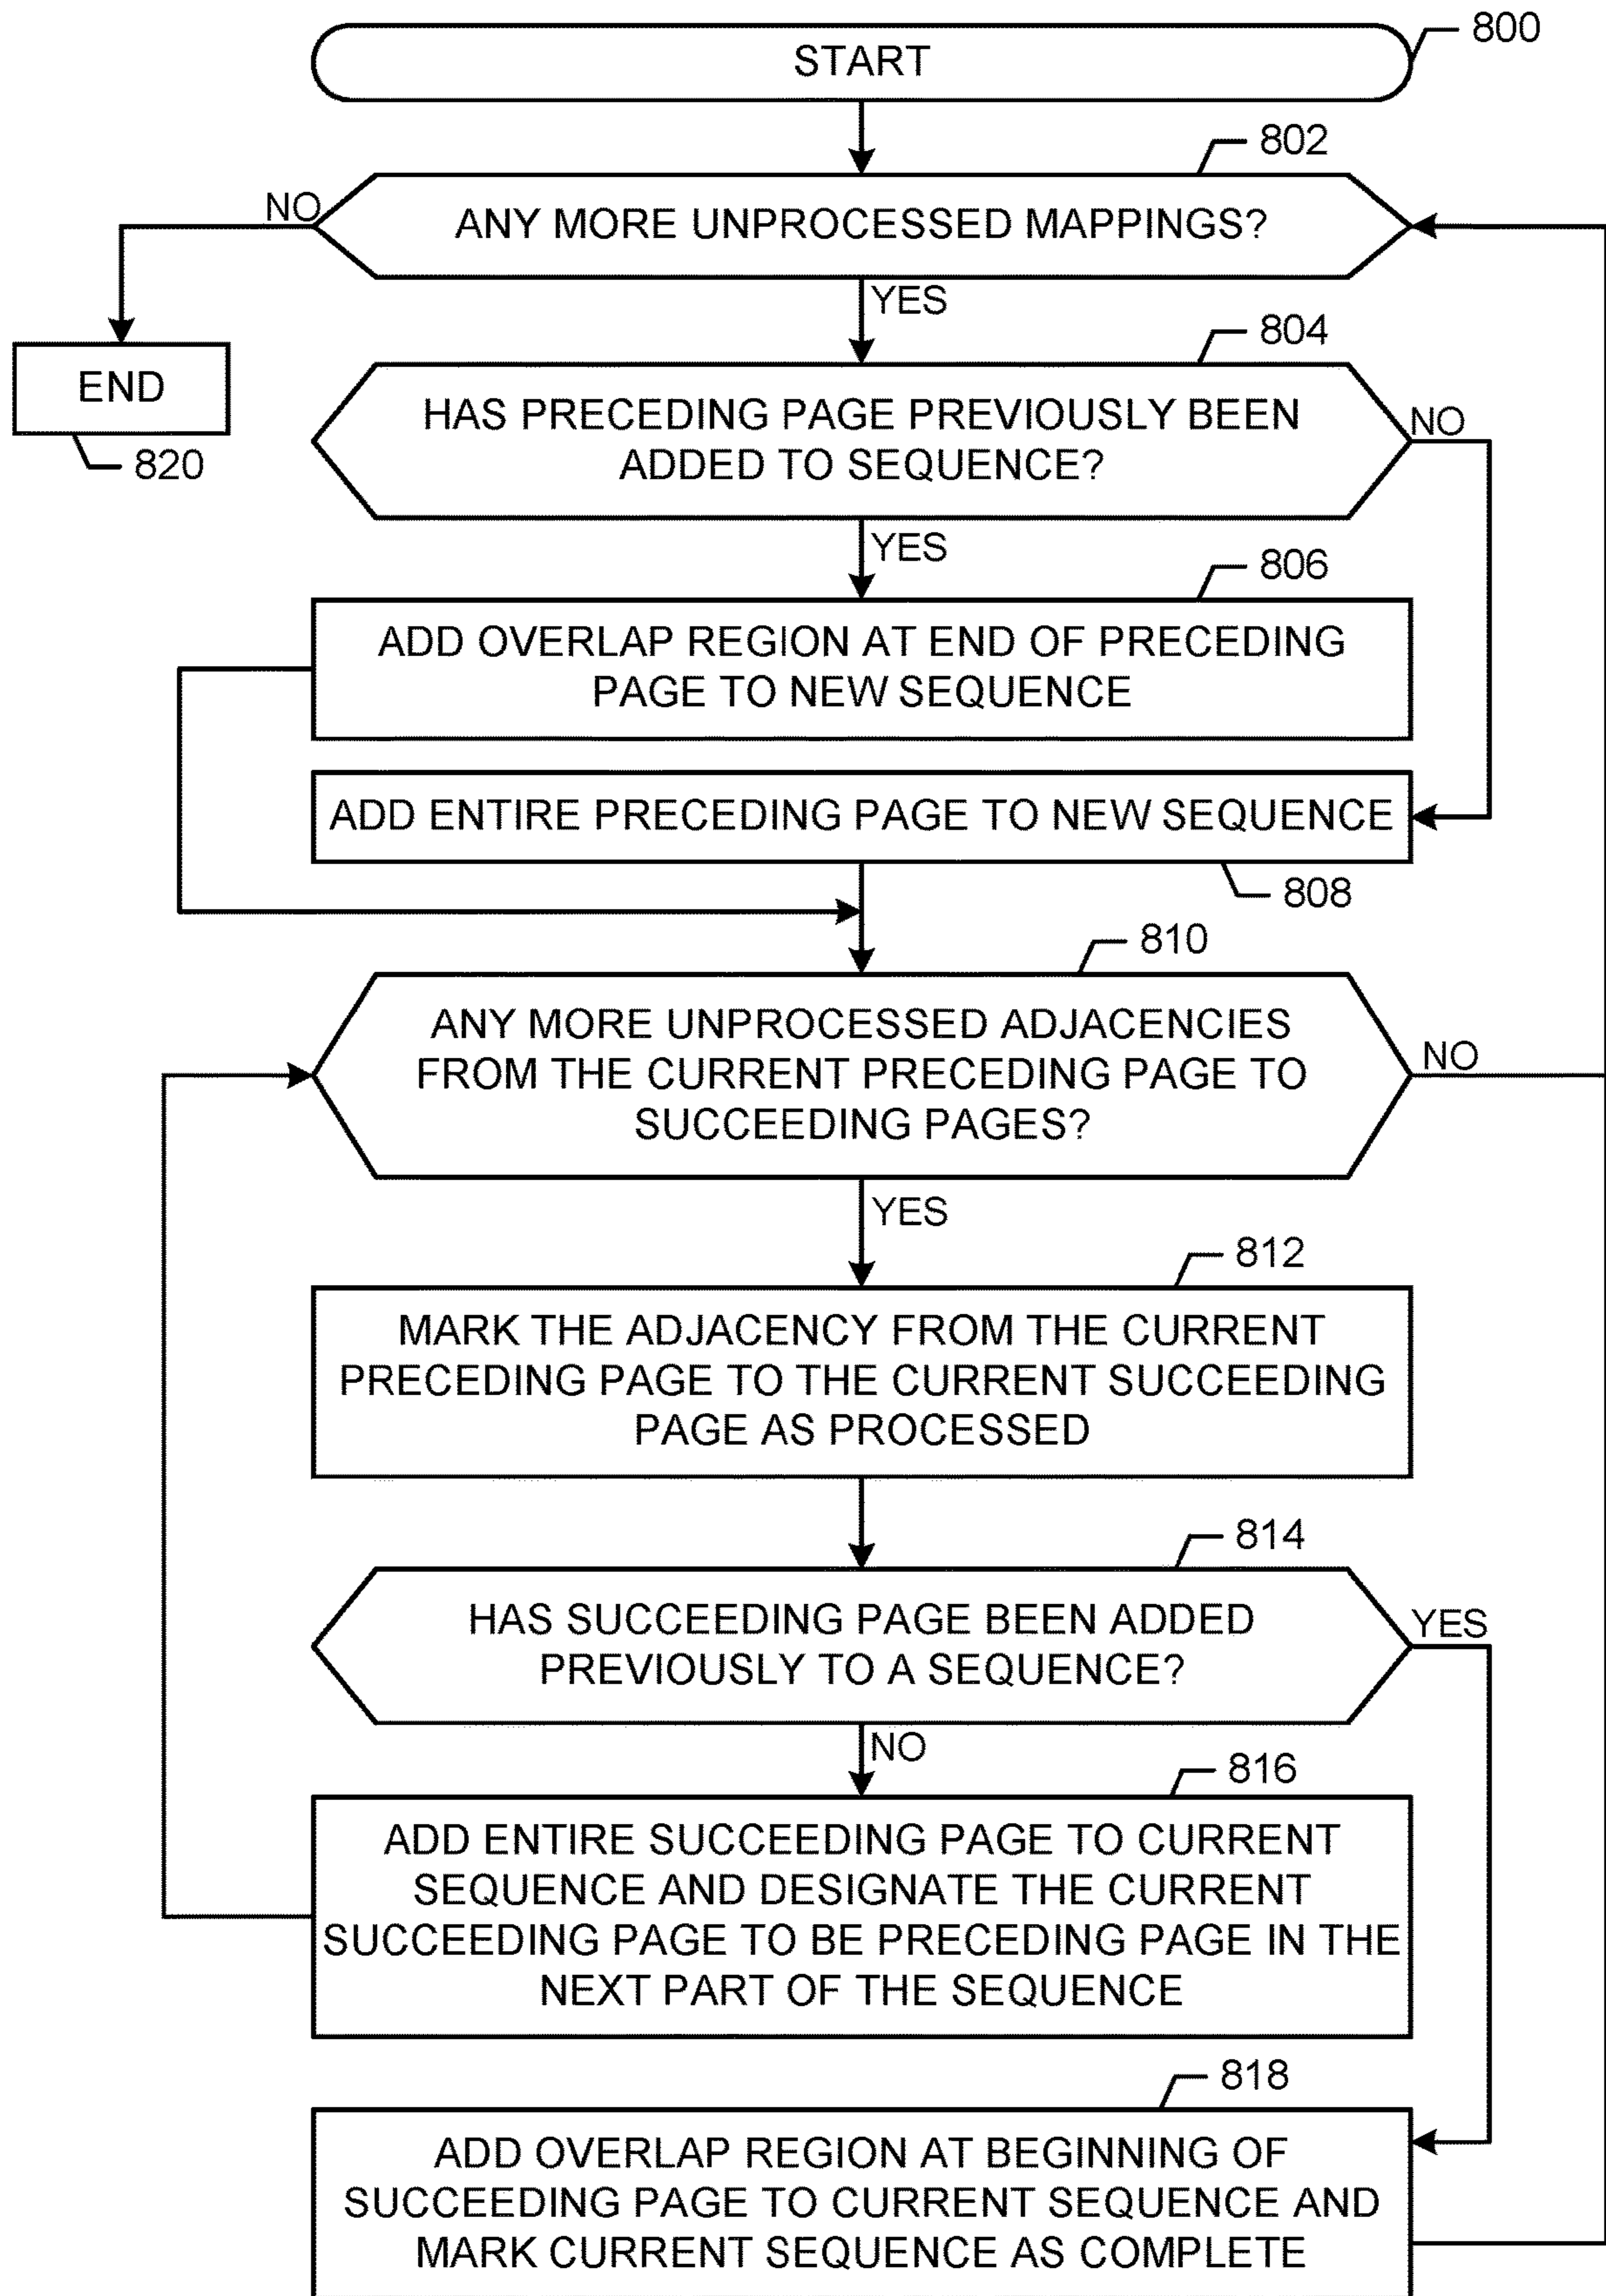 START
800
802
NO
ANY MORE UNPROCESSED MAPPINGS?
YES
804
END
820
HAS PRECEDING PAGE PREVIOUSLY BEEN
ADDED TO SEQUENCE?
NO
YES
806
ADD OVERLAP REGION AT END OF PRECEDING
PAGE TO NEW SEQUENCE
ADD ENTIRE PRECEDING PAGE TO NEW SEQUENCE
808
810
ANY MORE UNPROCESSED ADJACENCIES
FROM THE CURRENT PRECEDING PAGE TO
SUCCEEDING PAGES?
NO
YES
812
MARK THE ADJACENCY FROM THE CURRENT
PRECEDING PAGE TO THE CURRENT SUCCEEDING
PAGE AS PROCESSED
814
HAS SUCCEEDING PAGE BEEN ADDED
PREVIOUSLY TO A SEQUENCE?
YES
NO
816
ADD ENTIRE SUCCEEDING PAGE TO CURRENT
SEQUENCE AND DESIGNATE THE CURRENT
SUCCEEDING PAGE TO BE PRECEDING PAGE IN THE
NEXT PART OF THE SEQUENCE
818
ADD OVERLAP REGION AT BEGINNING OF
SUCCEEDING PAGE TO CURRENT SEQUENCE AND
MARK CURRENT SEQUENCE AS COMPLETE